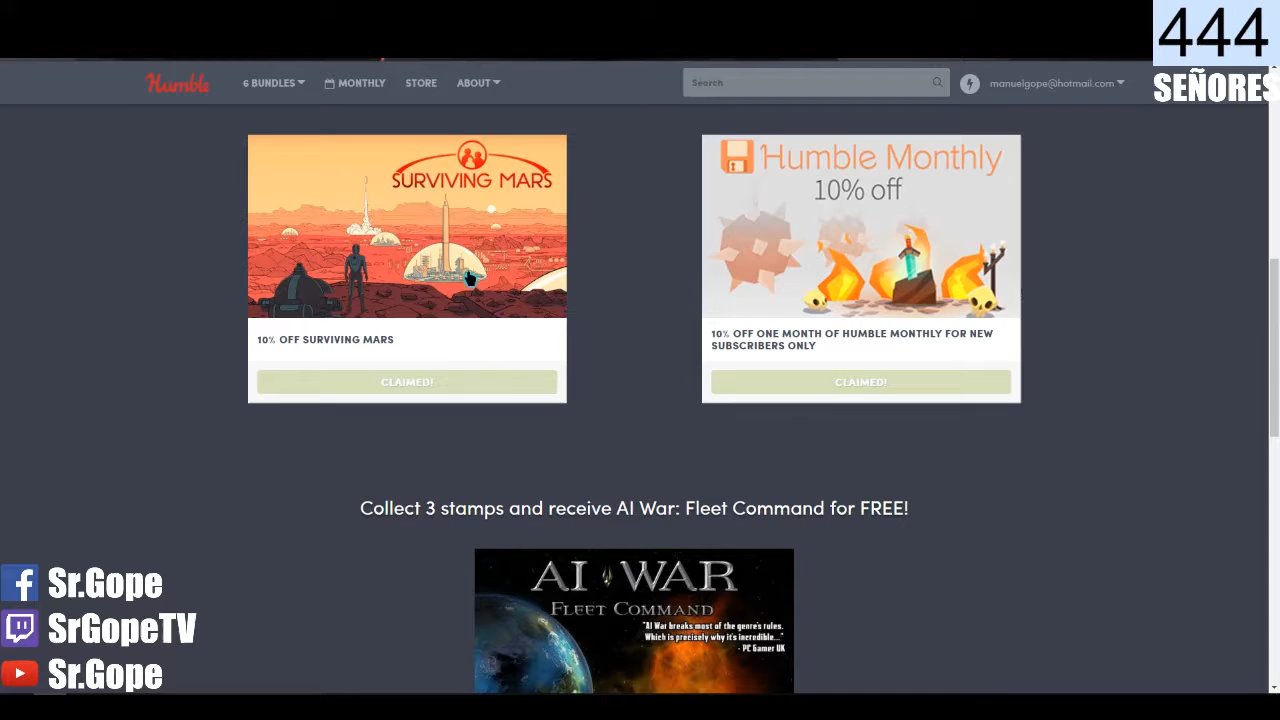 444
SEÑORES
Humble
6 BUNDLES
MONTHLY
STORE
ABOUT
Search
manuelgope@hotmail.com
SURVIVING MARS
10% OFF SURVIVING MARS
CLAIMED!
Humble Monthly
10% off
10% OFF ONE MONTH OF HUMBLE MONTHLY FOR NEW
SUBSCRIBERS ONLY
CLAIMED!
Collect 3 stamps and receive AI War: Fleet Command for FREE!
AI WAR
FLEET COMMAND
"AI War breaks most of the genre's rules.
Which is precisely why it's incredible..."
- PC Gamer UK
Sr.Gope
SrGopeTV
Sr.Gope